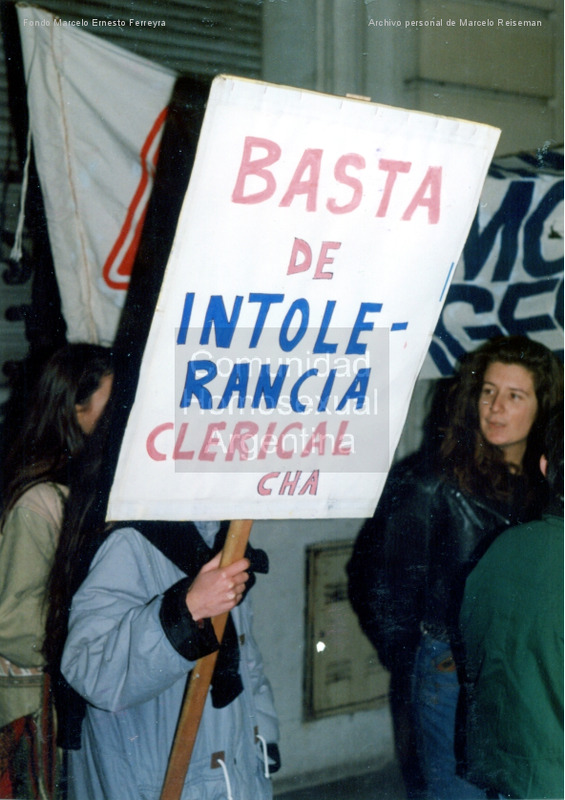 Fondo Marcelo Ernesto Ferreyra
Archivo personal de Marcelo Reiseman
BASTA
DE
INTOLE-
RANCIA
CLERICAL
CHA
Comunidad
Homosexual
Argentina